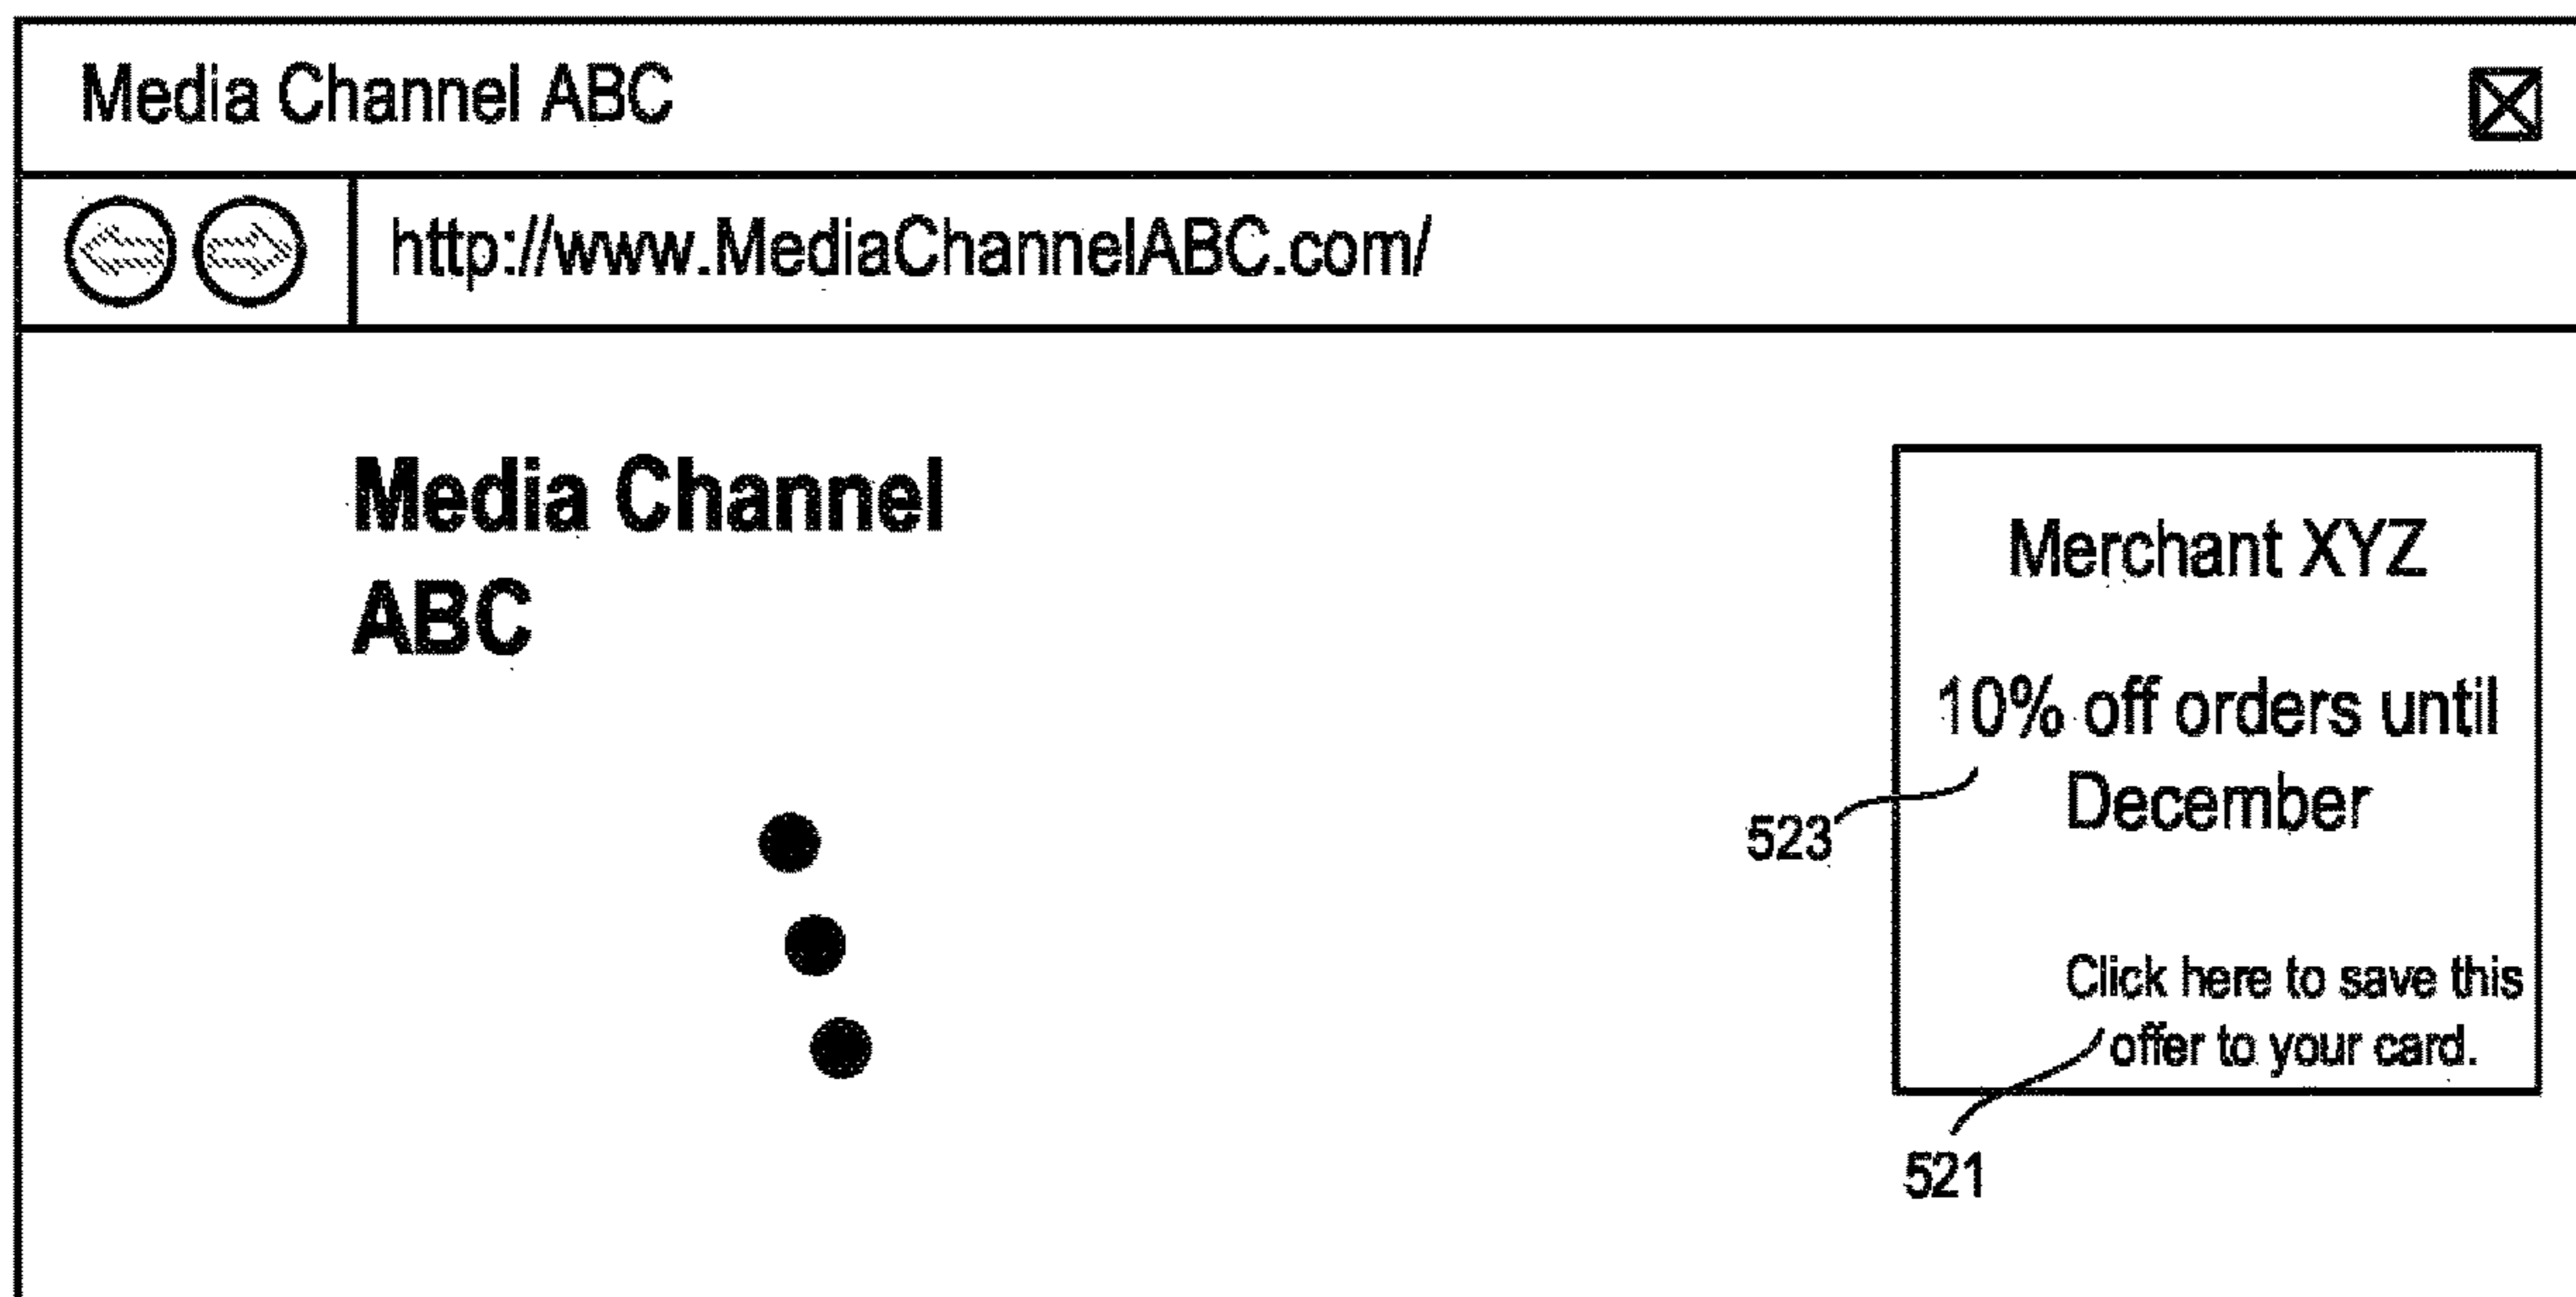 Media Channel ABC
http://www.MediaChannelABC.com/
Media Channel
ABC
Merchant XYZ
10% off orders until
December
523
Click here to save this
offer to your card.
521